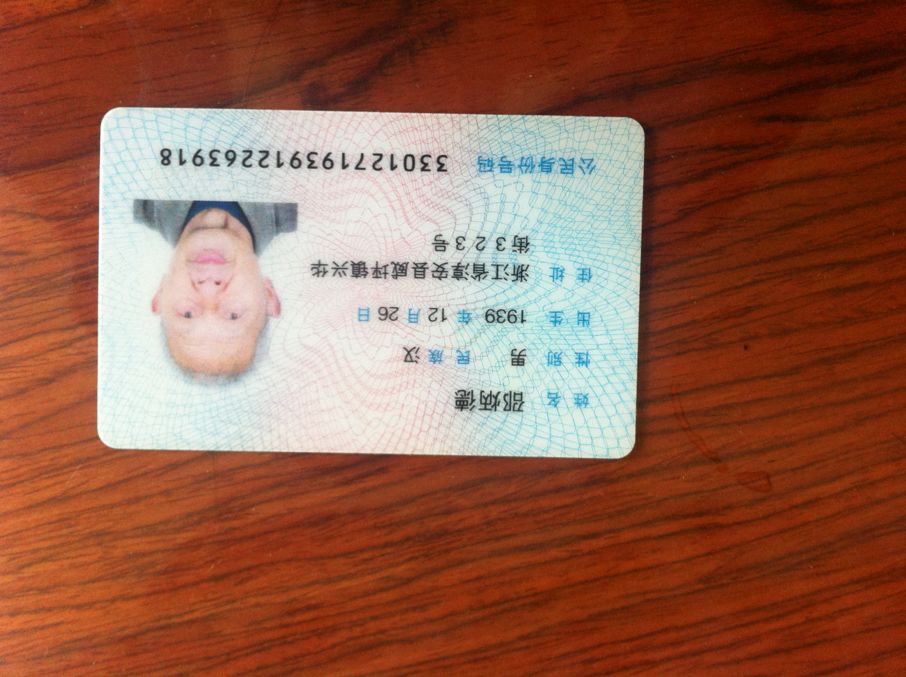 姓名 邵炳德
性别 男 民族 汉
出生 1939 年 12 月 26 日
住址 浙江省淳安县威坪镇兴华
街323号
公民身份号码 330127193912263918